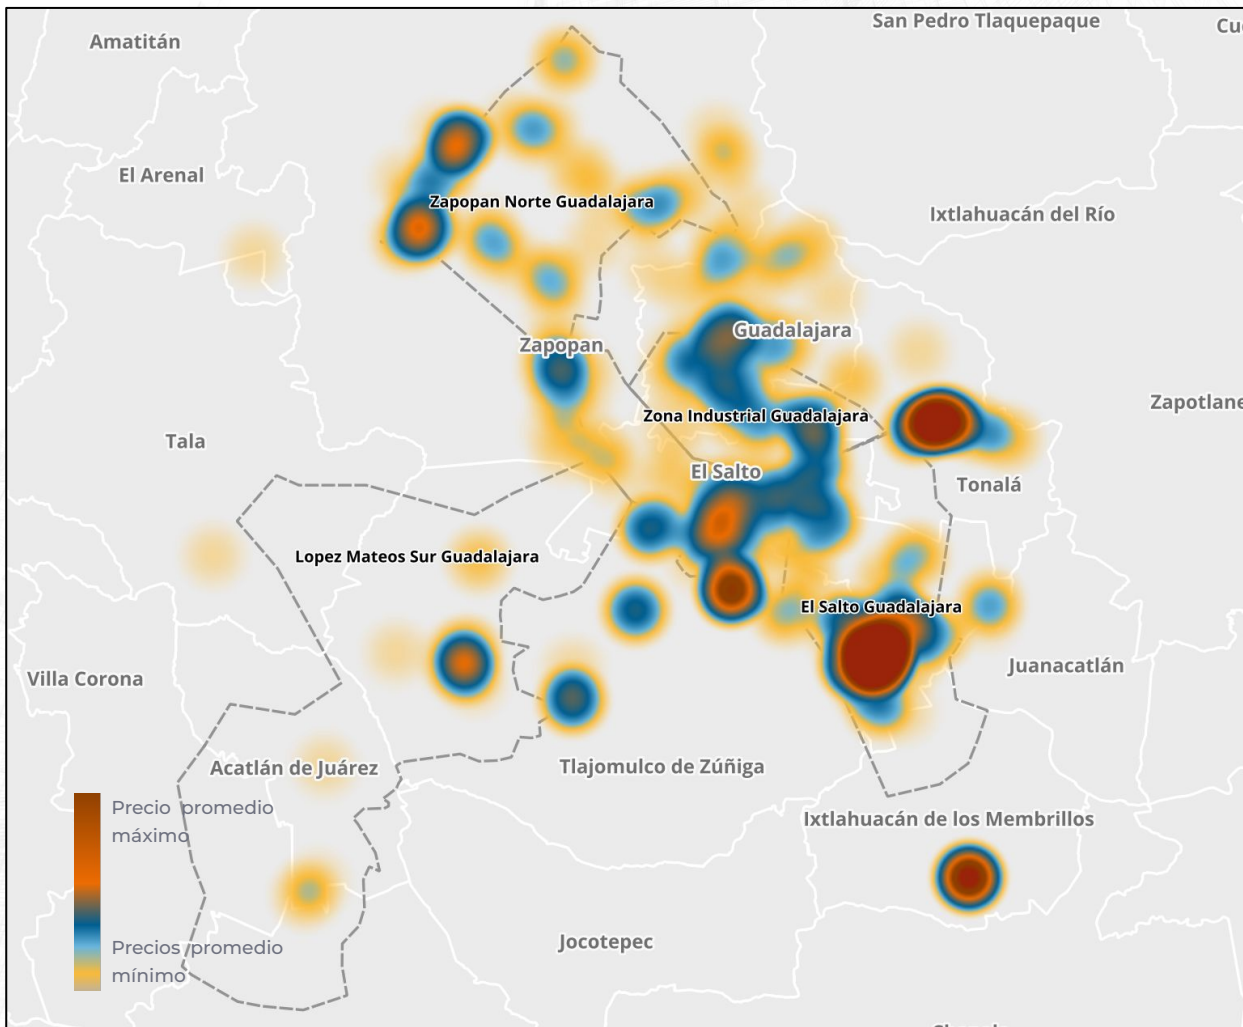 San Pedro Tlaquepaque
Amatitán
El Arenal
Zapopan Norte Guadalajara
Ixtlahuacán del Río
Guadalajara
Zapopan
Zapotlane
Zona Industrial Guadalajara
Tala
El Salto
Tonalá
Lopez Mateos Sur Guadalajara
El Salto Guadalajara
Juanacatlán
Villa Corona
Acatlán de Juárez
Tlajomulco de Zúñiga
Precio promedio
máximo
Ixtlahuacán de los Membrillos
Jocotepec
Precios promedio
mínimo